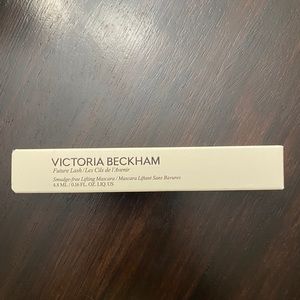 VICTORIA BECKHAM
Future Lash / Les Cils de l'Avenir
Smudge-free Lifting Mascara / Mascara Liftant Sans Bavures
4.8 ML / 0.16 FL. OZ. LIQ. US